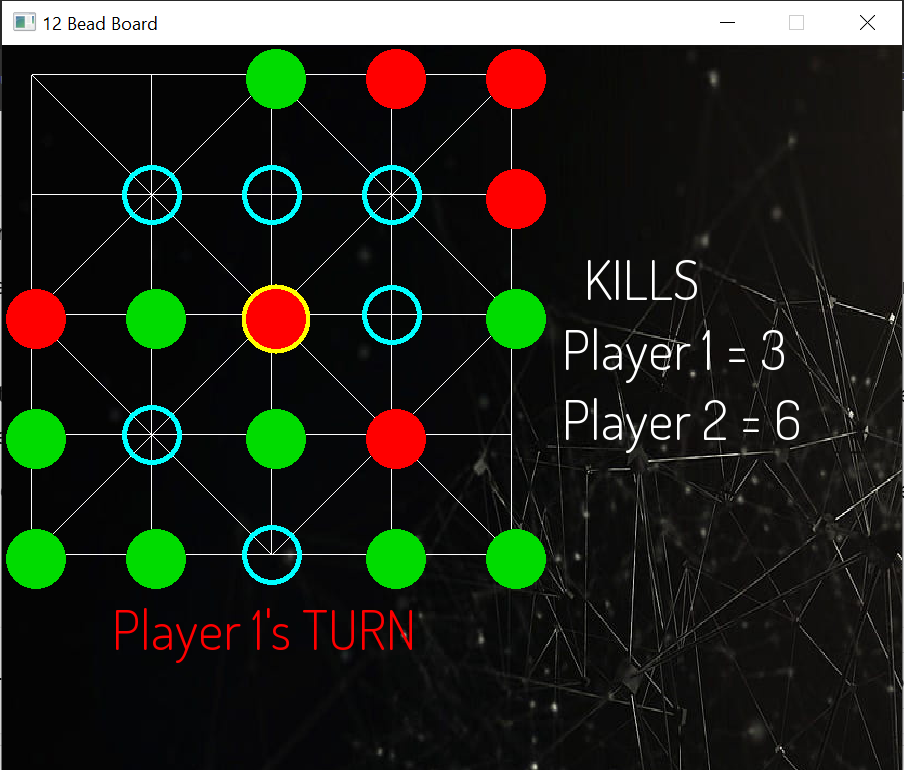 12 Bead Board
KILLS
Player 1 = 3
Player 2 = 6
Player 1's TURN